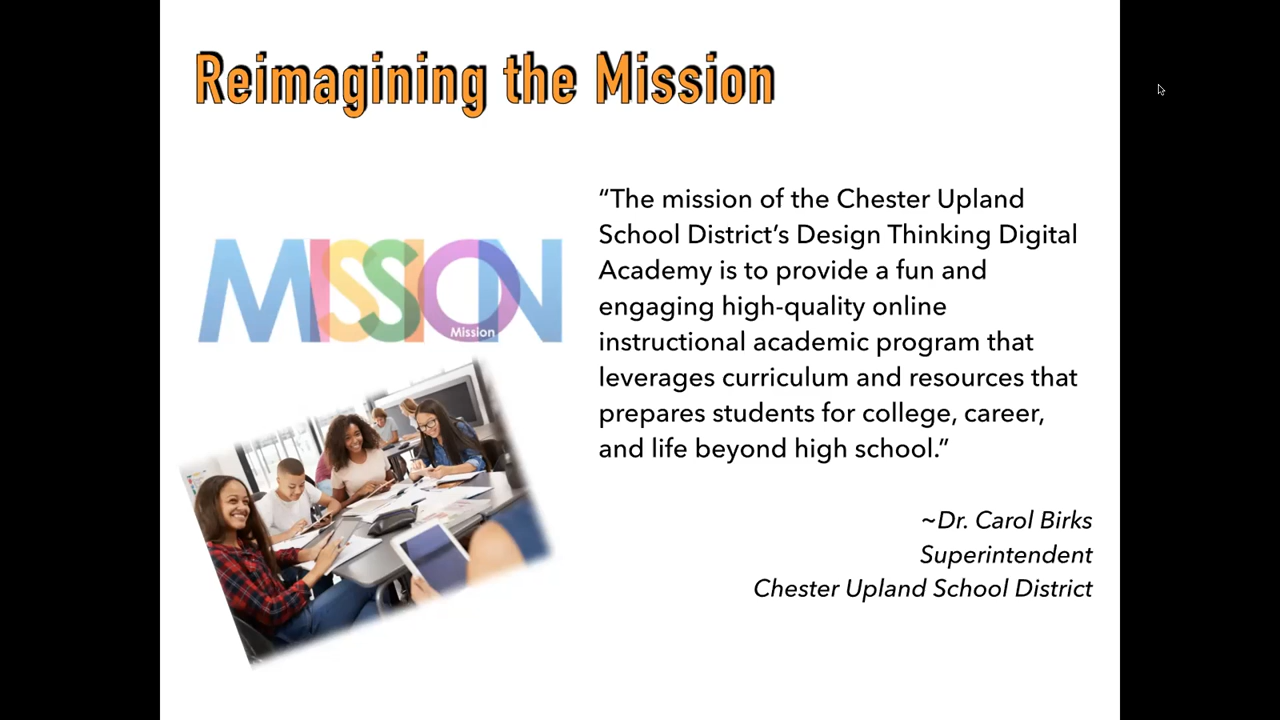 Reimagining the Mission
MISSION
Mission
“The mission of the Chester Upland
School District’s Design Thinking Digital
Academy is to provide a fun and
engaging high-quality online
instructional academic program that
leverages curriculum and resources that
prepares students for college, career,
and life beyond high school.”
~Dr. Carol Birks
Superintendent
Chester Upland School District